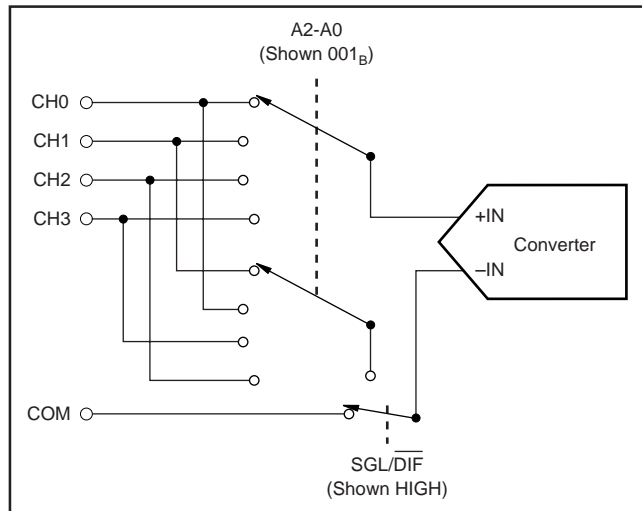 A2-A0
(Shown 001B)
CH0
CH1
CH2
CH3
+IN
Converter
–IN
COM
SGL/DIF
(Shown HIGH)